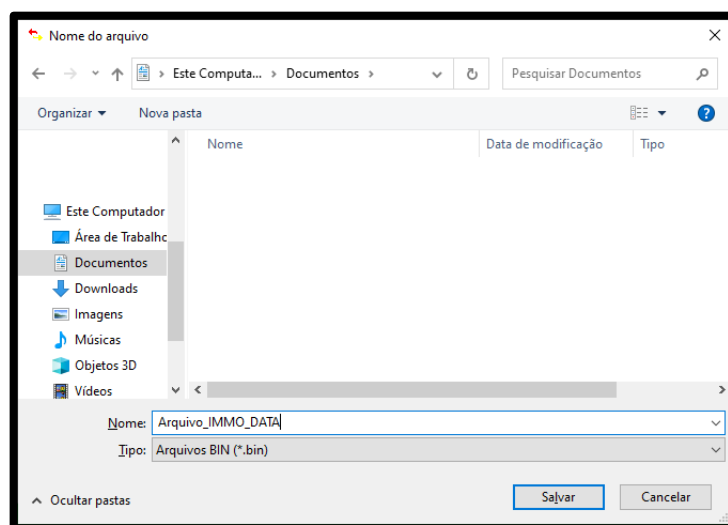 Nome do arquivo
Este Computa... > Documentos >
Pesquisar Documentos
Organizar Nova pasta
Nome Data de modificação Tipo
Este Computador
Área de Trabalhc
Documentos
Downloads
Imagens
Músicas
Objetos 3D
Vídeos
Nome: Arquivo_IMMO_DATA
Tipo: Arquivos BIN (*.bin)
Ocultar pastas Salvar Cancelar